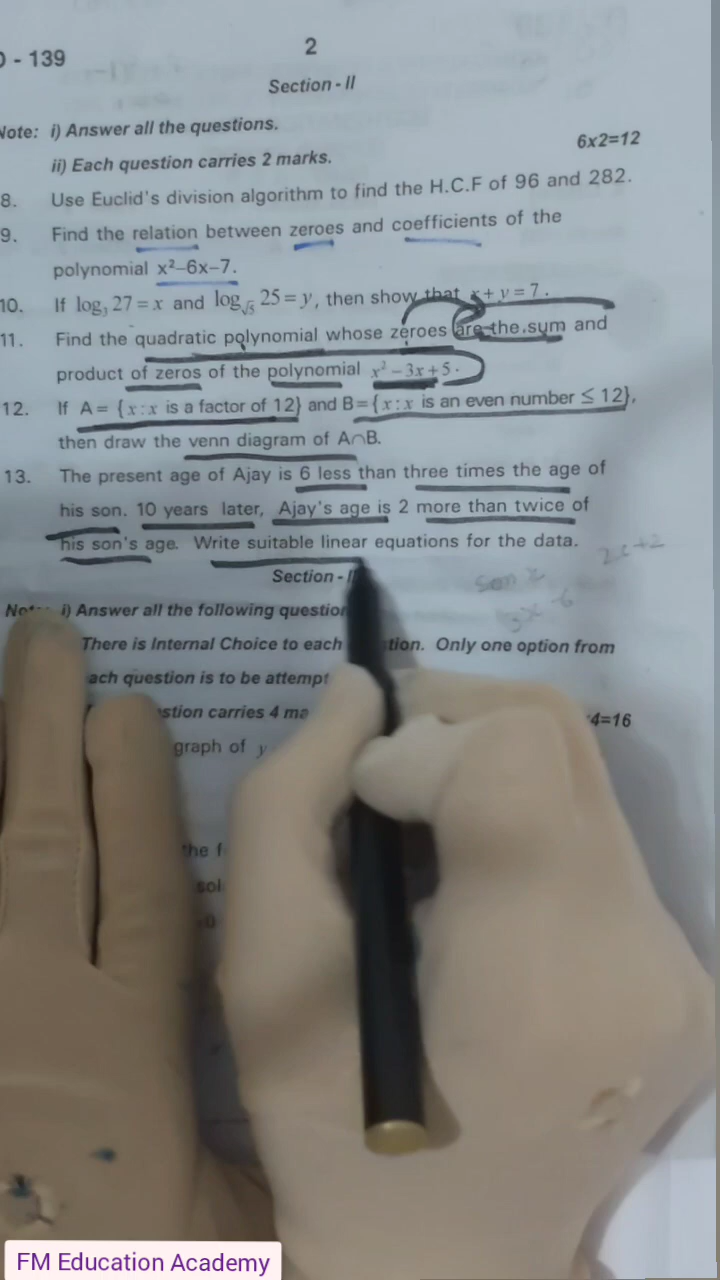 - 139
2
Section - II
Note: i) Answer all the questions.
6x2=12
ii) Each question carries 2 marks.
8. Use Euclid's division algorithm to find the H.C.F of 96 and 282.
9. Find the relation between zeroes and coefficients of the
polynomial x²–6x–7.
10. If log₃ 27 = x and log_√5 25 = y, then show that x + y = 7.
11. Find the quadratic polynomial whose zeroes are the sum and
product of zeros of the polynomial x² – 3x + 5.
12. If A= {x : x is a factor of 12} and B={x : x is an even number ≤ 12},
then draw the venn diagram of A∩B.
13. The present age of Ajay is 6 less than three times the age of
his son. 10 years later, Ajay's age is 2 more than twice of
his son's age. Write suitable linear equations for the data.
Section -
i) Answer all the following question
There is Internal Choice to each tion. Only one option from
ach question is to be attempt
stion carries 4 ma
4=16
graph of y
the f
sol
FM Education Academy